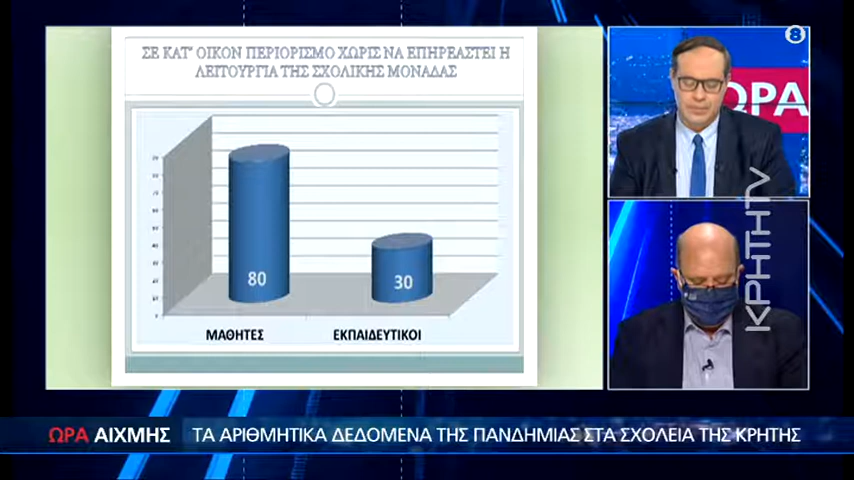 ΣΕ ΚΑΤ' ΟΙΚΟΝ ΠΕΡΙΟΡΙΣΜΟ ΧΩΡΙΣ ΝΑ ΕΠΗΡΕΑΣΤΕΙ Η
ΛΕΙΤΟΥΡΓΙΑ ΤΗΣ ΣΧΟΛΙΚΗΣ ΜΟΝΑΔΑΣ
80
30
ΜΑΘΗΤΕΣ
ΕΚΠΑΙΔΕΥΤΙΚΟΙ
8
ΩΡΑ
ΚΡΗΤΗTV
ΩΡΑ ΑΙΧΜΗΣ
ΤΑ ΑΡΙΘΜΗΤΙΚΑ ΔΕΔΟΜΕΝΑ ΤΗΣ ΠΑΝΔΗΜΙΑΣ ΣΤΑ ΣΧΟΛΕΙΑ ΤΗΣ ΚΡΗΤΗΣ